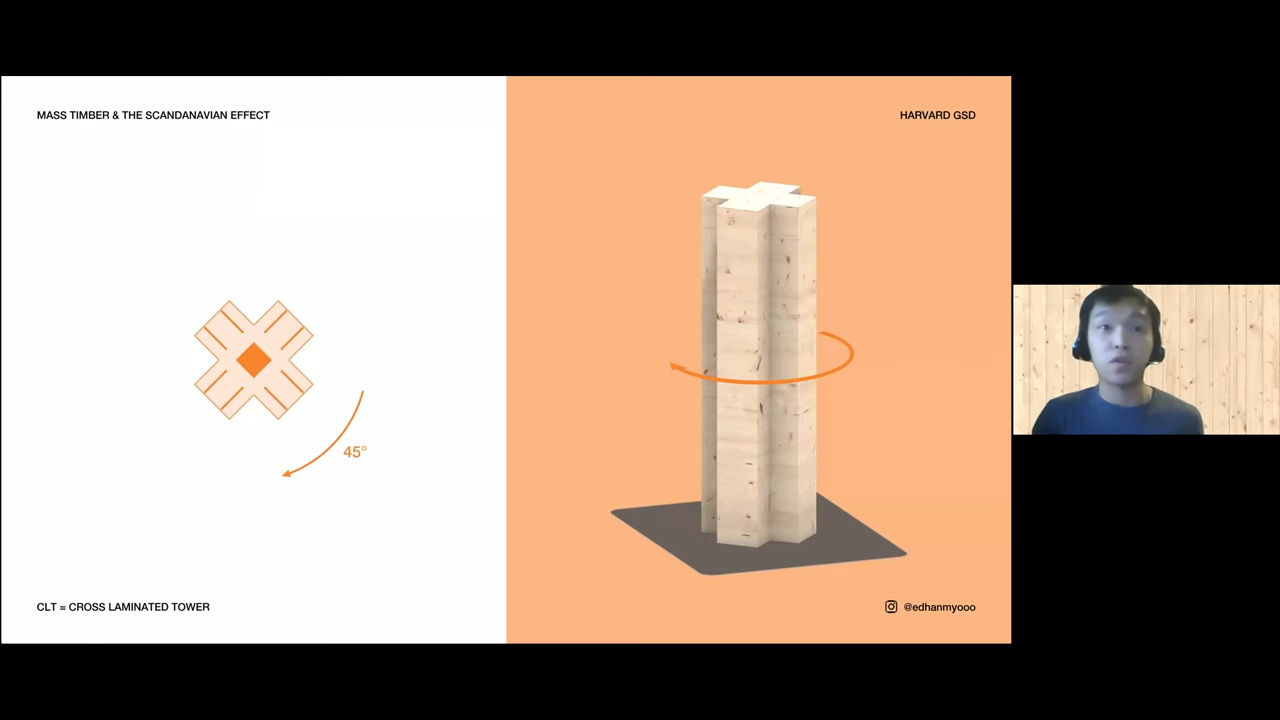 MASS TIMBER & THE SCANDANAVIAN EFFECT
HARVARD GSD
45°
CLT = CROSS LAMINATED TOWER
@edhanmyooo